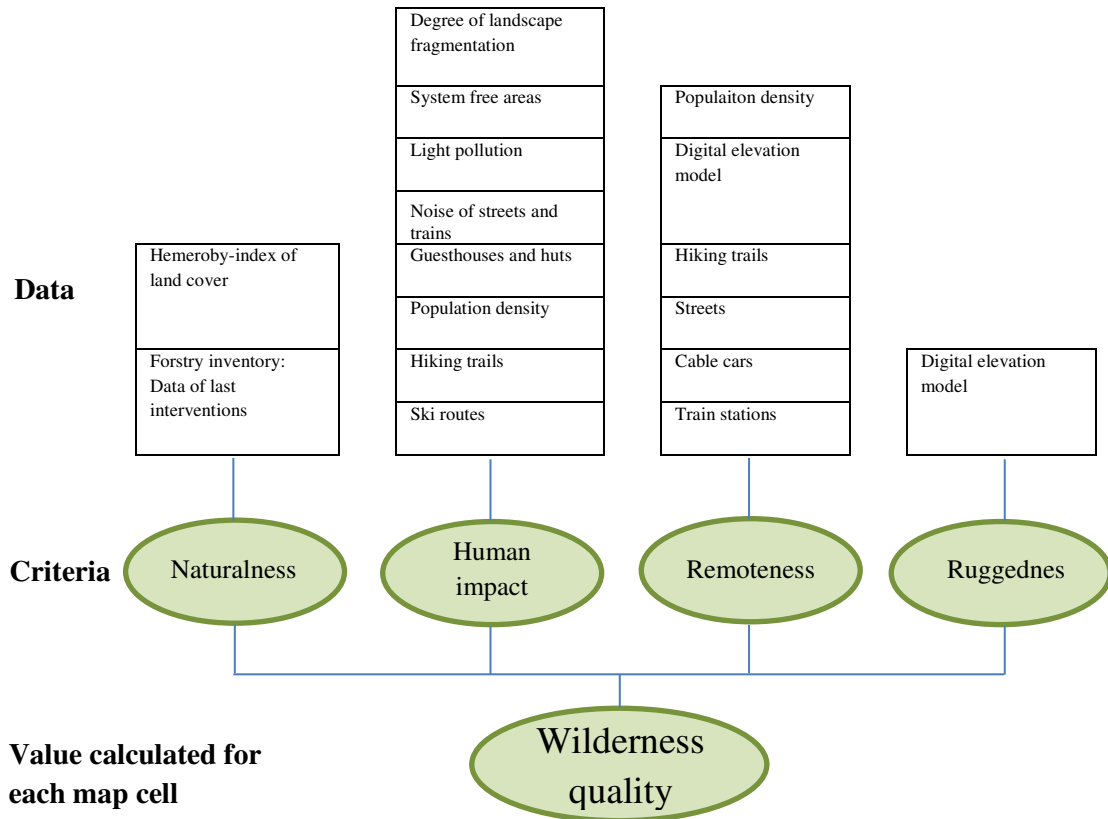 Degree of landscape
fragmentation
System free areas
Light pollution
Noise of streets and
trains
Guesthouses and huts
Population density
Hiking trails
Ski routes
Populaiton density
Digital elevation
model
Hiking trails
Streets
Cable cars
Train stations
Hemeroby-index of
land cover
Forstry inventory:
Data of last
interventions
Digital elevation
model
Data
Criteria
Naturalness
Human
impact
Remoteness
Ruggednes
Value calculated for
each map cell
Wilderness
quality